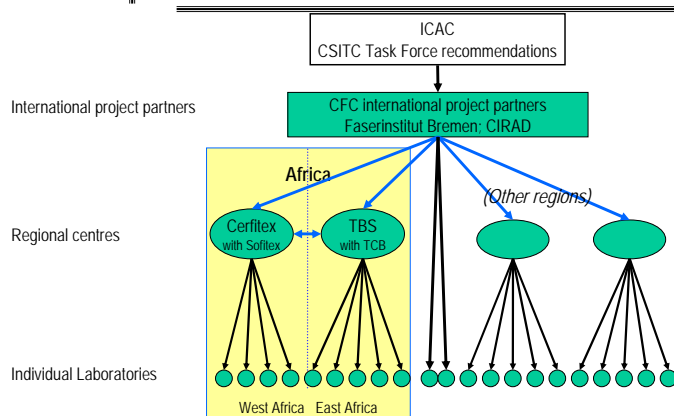 ICAC
CSITC Task Force recommendations
International project partners
CFC international project partners
Faserinstitut Bremen; CIRAD
Africa
(Other regions)
Regional centres
Cerfitex
with Sofitex
TBS
with TCB
Individual Laboratories
West Africa
East Africa